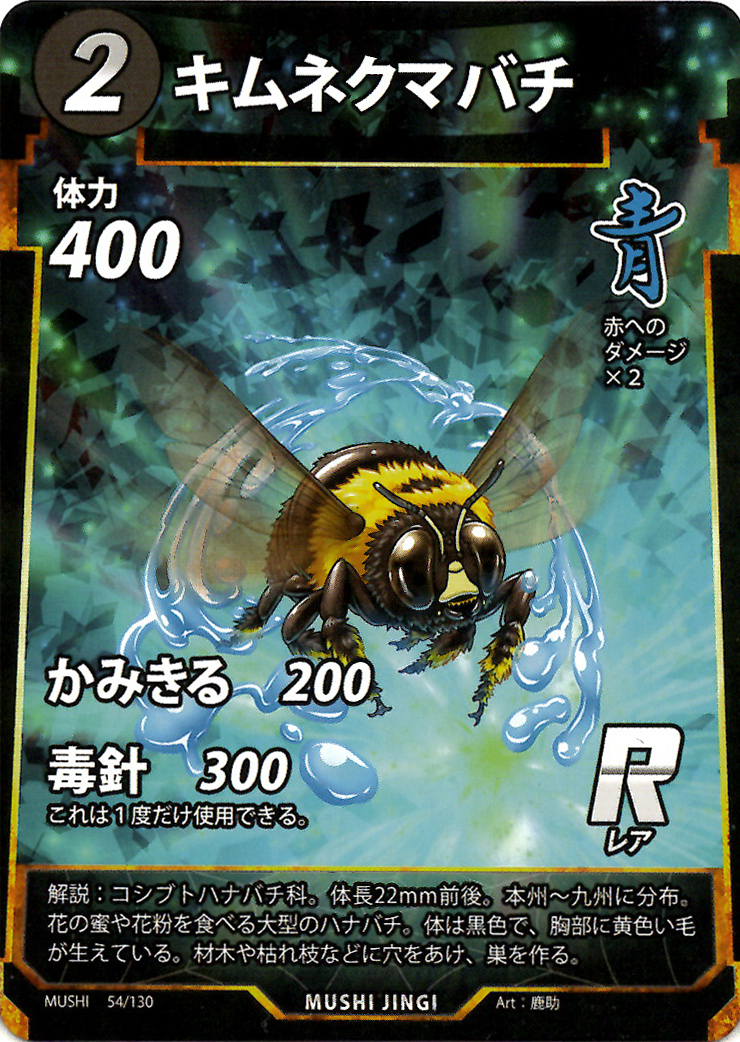 2
キムネクマバチ
体力
400
青
赤への
ダメージ
×2
かみきる 200
毒針 300
これは1度だけ使用できる。
R
レア
解説：コシブトハナバチ科。体長22mm前後。本州～九州に分布。
花の蜜や花粉を食べる大型のハナバチ。体は黒色で、胸部に黄色い毛
が生えている。材木や枯れ枝などに穴をあけ、巣を作る。
MUSHI 54/130
MUSHI JINGI
Art：鹿助